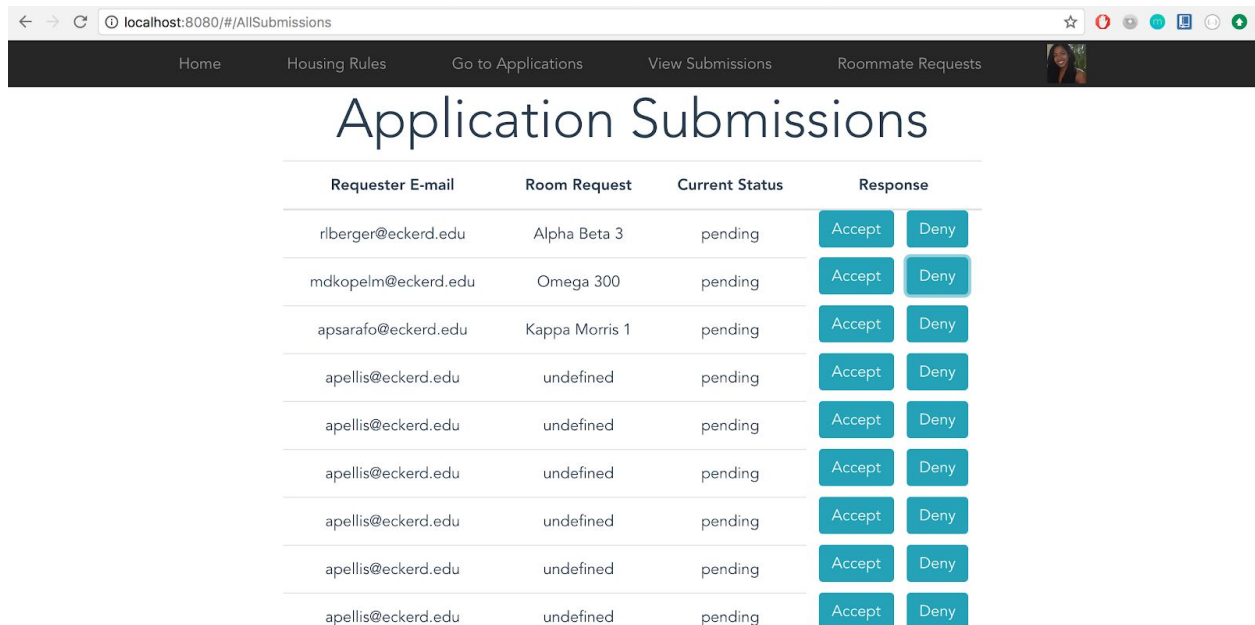 localhost:8080/#/AllSubmissions
Home Housing Rules Go to Applications View Submissions Roommate Requests
Application Submissions
Requester E-mail Room Request Current Status Response
rlberger@eckerd.edu Alpha Beta 3 pending Accept Deny
mdkopelm@eckerd.edu Omega 300 pending Accept Deny
apsarafo@eckerd.edu Kappa Morris 1 pending Accept Deny
apellis@eckerd.edu undefined pending Accept Deny
apellis@eckerd.edu undefined pending Accept Deny
apellis@eckerd.edu undefined pending Accept Deny
apellis@eckerd.edu undefined pending Accept Deny
apellis@eckerd.edu undefined pending Accept Deny
apellis@eckerd.edu undefined pending Accept Deny